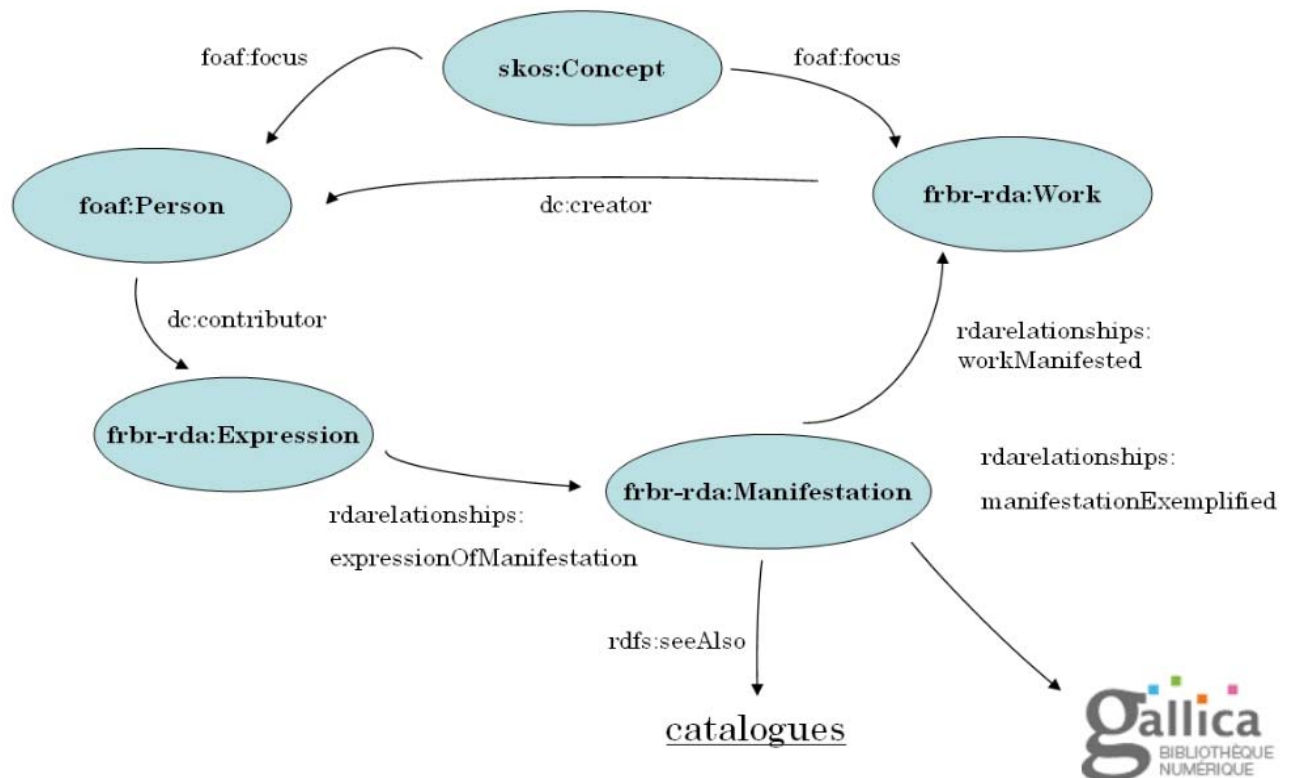 foaf:focus
skos:Concept
foaf:focus
foaf:Person
dc:creator
frbr-rda:Work
dc:contributor
rdarelationships:
workManifested
frbr-rda:Expression
frbr-rda:Manifestation
rdarelationships:
manifestationExemplified
rdarelationships:
expressionOfManifestation
rdfs:seeAlso
catalogues
gallica
BIBLIOTHÈQUE
NUMÉRIQUE